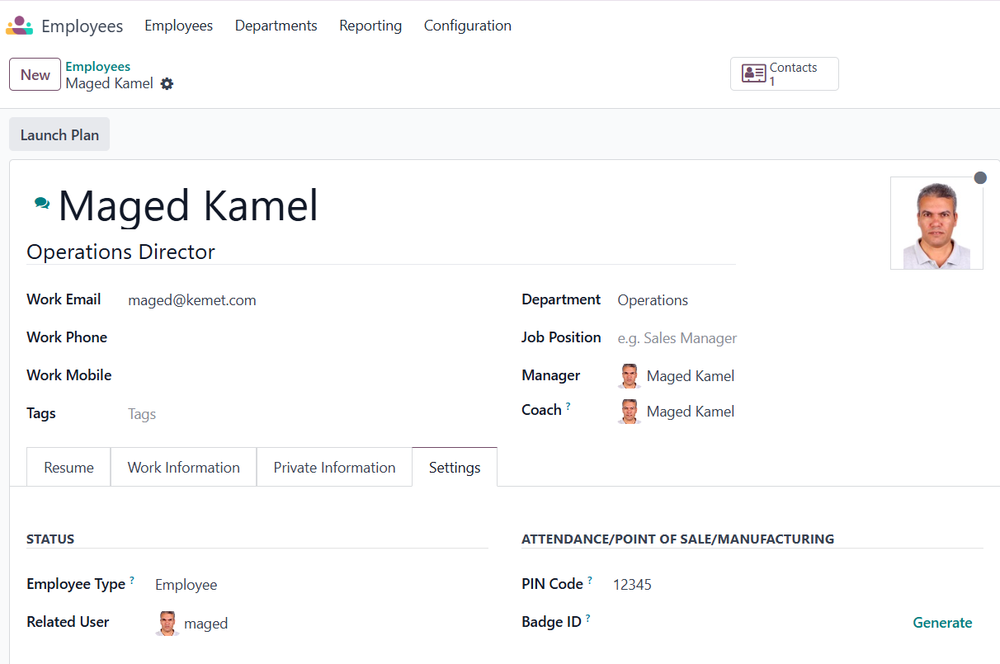 Employees Employees Departments Reporting Configuration
New
Employees
Maged Kamel
Contacts
1
Launch Plan
Maged Kamel
Operations Director
Work Email maged@kemet.com
Department Operations
Work Phone
Job Position e.g. Sales Manager
Work Mobile
Manager Maged Kamel
Tags Tags
Coach ? Maged Kamel
Resume Work Information Private Information Settings
STATUS
ATTENDANCE/POINT OF SALE/MANUFACTURING
Employee Type ? Employee
PIN Code ? 12345
Related User maged
Badge ID ? Generate